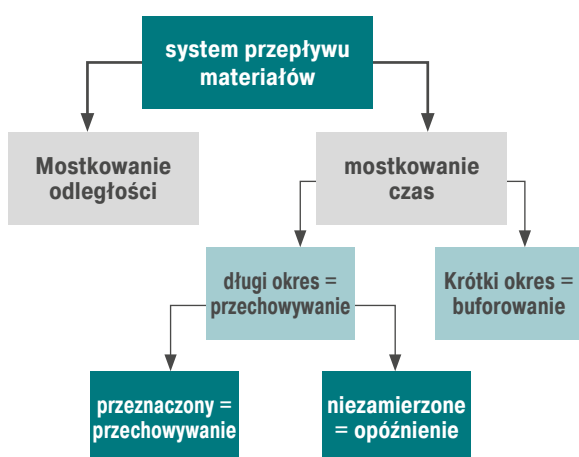 system przepływu
materiałów
Mostkowanie
odległości
mostkowanie
czas
długi okres =
przechowywanie
Krótki okres =
buforowanie
przeznaczony =
przechowywanie
niezamierzone
= opóźnienie